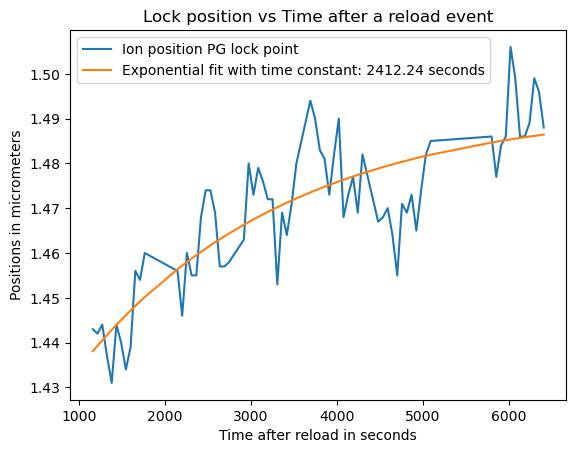 Lock position vs Time after a reload event
Ion position PG lock point
Exponential fit with time constant: 2412.24 seconds
Positions in micrometers
1.50
1.49
1.48
1.47
1.46
1.45
1.44
1.43
1000 2000 3000 4000 5000 6000
Time after reload in seconds